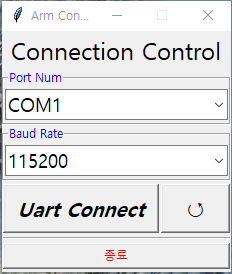 Arm Con...
Connection Control
Port Num
COM1
Baud Rate
115200
Uart Connect
↺
종료